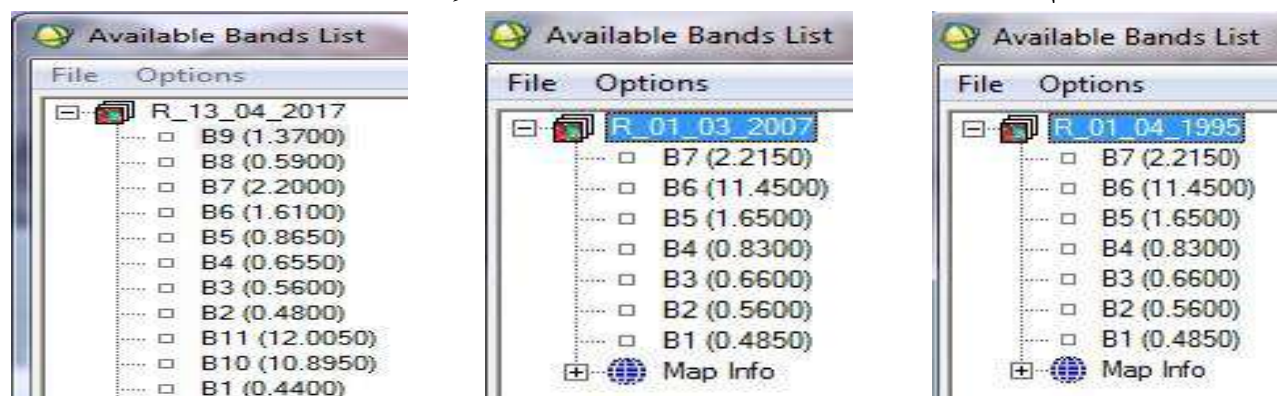 Available Bands List
File Options
R_13_04_2017
B9 (1.3700)
B8 (0.5900)
B7 (2.2000)
B6 (1.6100)
B5 (0.8650)
B4 (0.6550)
B3 (0.5600)
B2 (0.4800)
B11 (12.0050)
B10 (10.8950)
B1 (0.4400)
Available Bands List
File Options
R_01_03_2007
B7 (2.2150)
B6 (11.4500)
B5 (1.6500)
B4 (0.8300)
B3 (0.6600)
B2 (0.5600)
B1 (0.4850)
Map Info
Available Bands List
File Options
R_01_04_1995
B7 (2.2150)
B6 (11.4500)
B5 (1.6500)
B4 (0.8300)
B3 (0.6600)
B2 (0.5600)
B1 (0.4850)
Map Info